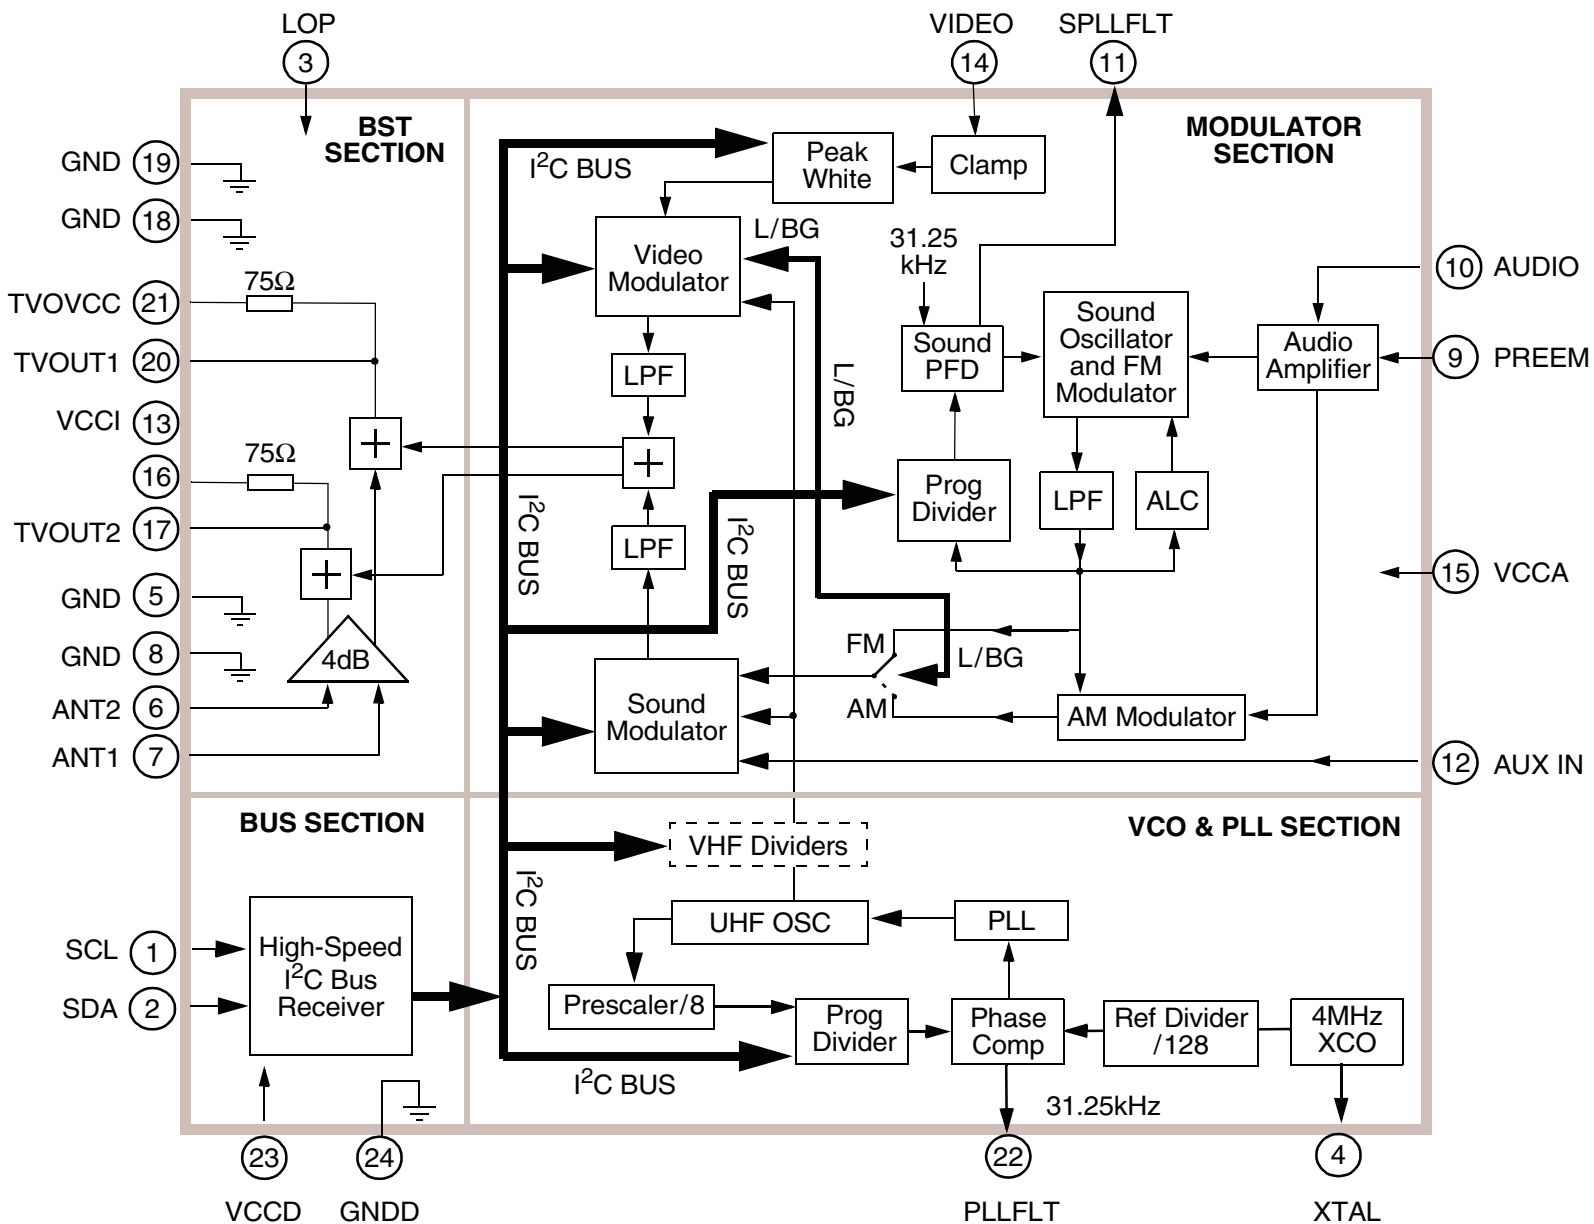 LOP
3
VIDEO
14
SPLLFLT
11
BST
SECTION
MODULATOR
SECTION
GND 19
GND 18
TVOVCC 21
75Ω
TVOUT1 20
VCCI 13
16
75Ω
TVOUT2 17
GND 5
GND 8
ANT2 6
ANT1 7
4dB
+
+
I²C BUS
Peak
White
Clamp
Video
Modulator
L/BG
31.25
kHz
10 AUDIO
Sound
PFD
Sound
Oscillator
and FM
Modulator
Audio
Amplifier
9 PREEM
LPF
L/BG
+
I²C BUS
Prog
Divider
LPF
ALC
LPF
I²C BUS
15 VCCA
FM
L/BG
AM
Sound
Modulator
AM Modulator
12 AUX IN
BUS SECTION
VCO & PLL SECTION
VHF Dividers
I²C BUS
UHF OSC
PLL
SCL 1
SDA 2
High-Speed
I²C Bus
Receiver
Prescaler/8
Prog
Divider
Phase
Comp
Ref Divider
/128
4MHz
XCO
I²C BUS
31.25kHz
23
VCCD
24
GNDD
22
PLLFLT
4
XTAL